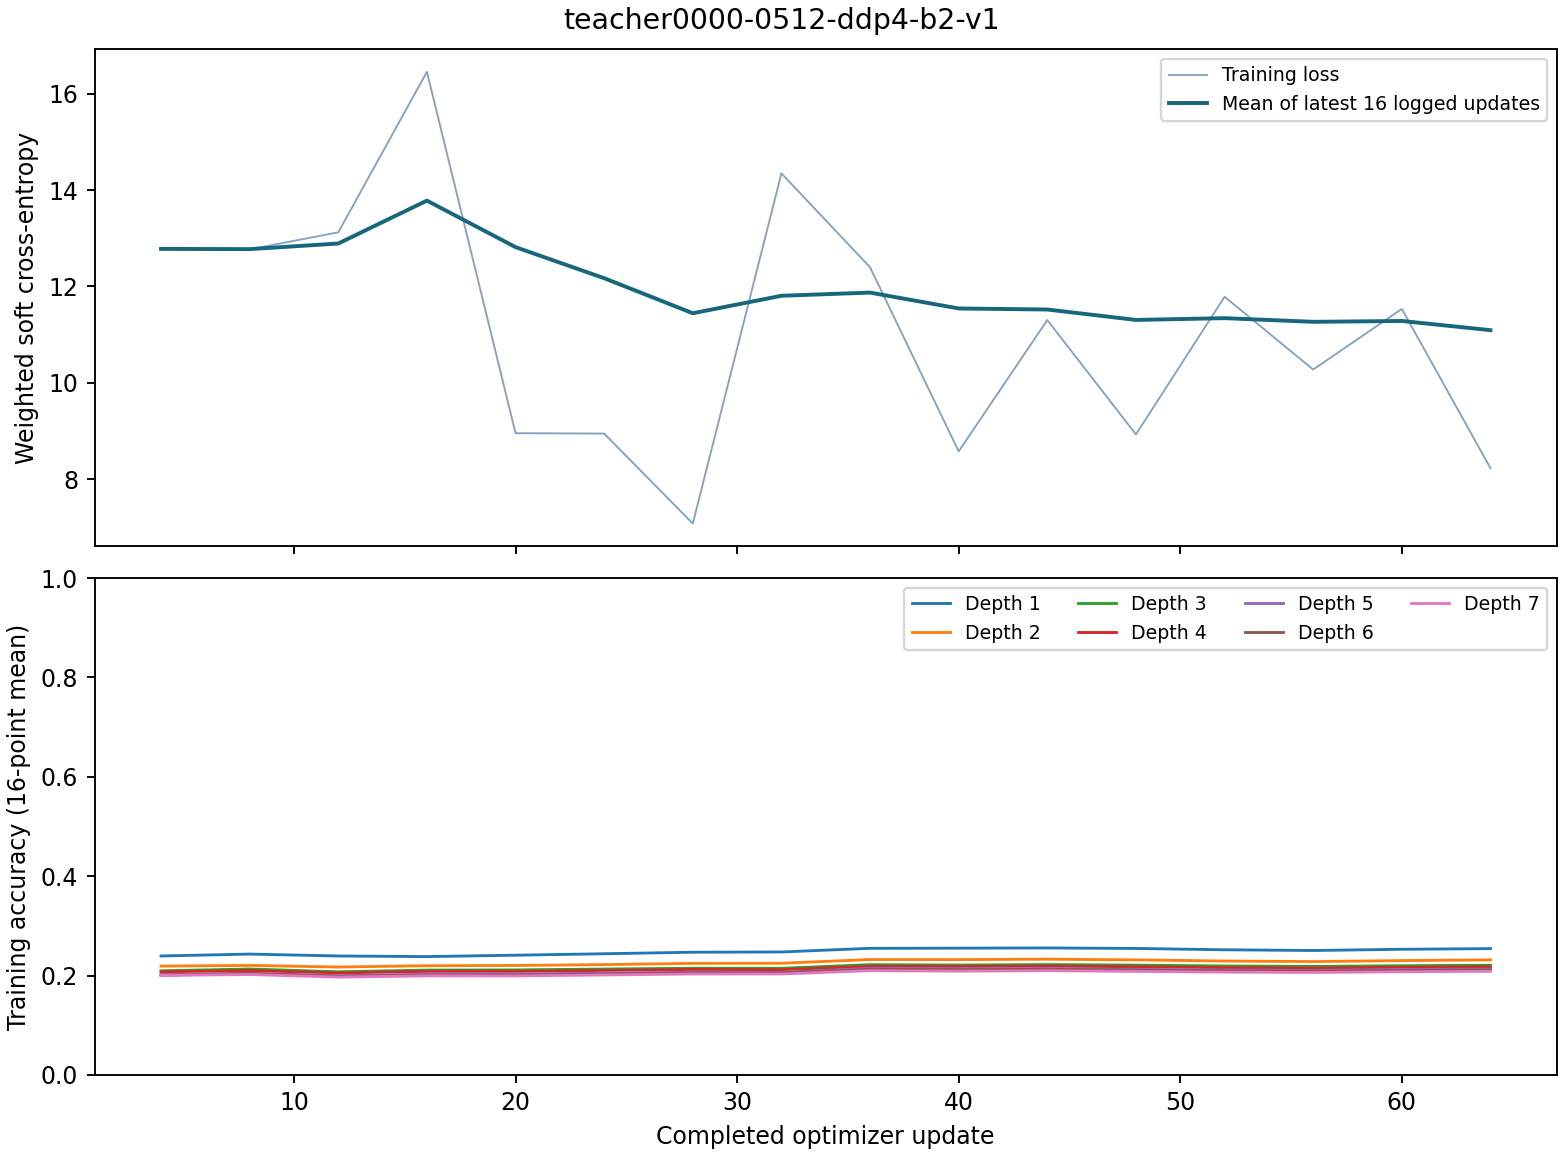 teacher0000-0512-ddp4-b2-v1
Weighted soft cross-entropy
16
14
12
10
8
Training loss
Mean of latest 16 logged updates
Training accuracy (16-point mean)
1.0
0.8
0.6
0.4
0.2
0.0
Depth 1
Depth 2
Depth 3
Depth 4
Depth 5
Depth 6
Depth 7
10 20 30 40 50 60
Completed optimizer update